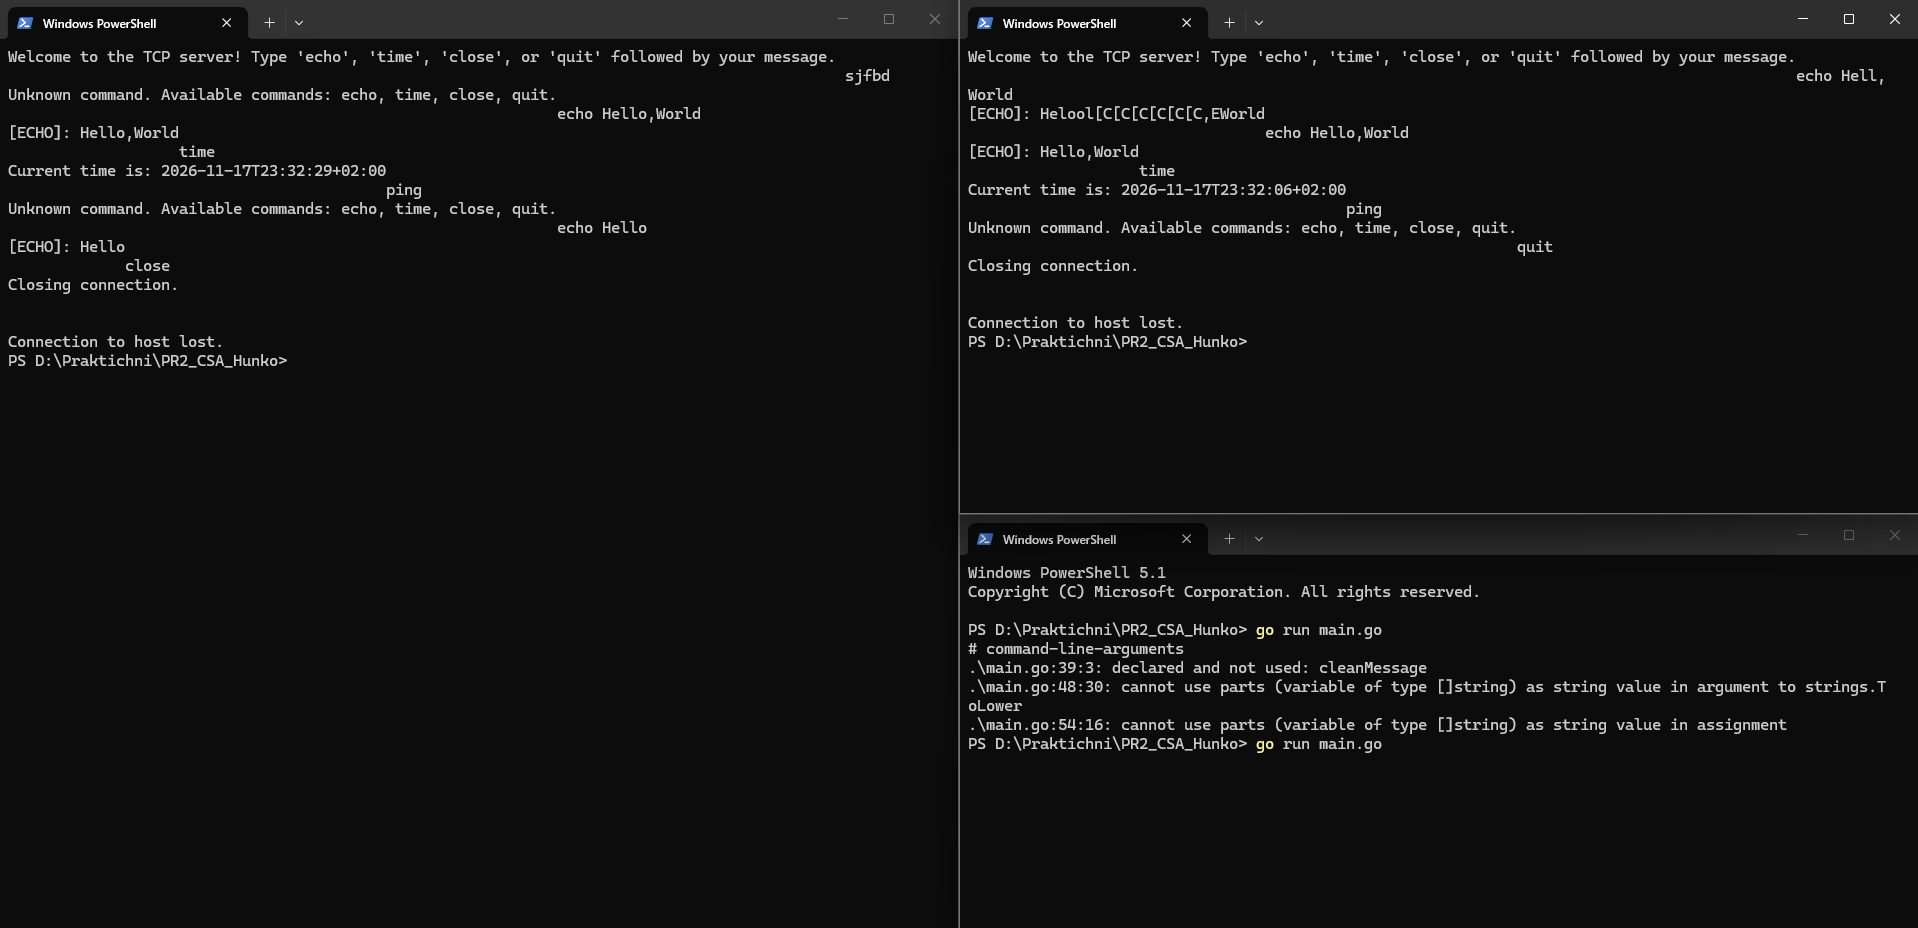 Windows PowerShell
Welcome to the TCP server! Type 'echo', 'time', 'close', or 'quit' followed by your message.
sjfbd
Unknown command. Available commands: echo, time, close, quit.
echo Hello,World
[ECHO]: Hello,World
time
Current time is: 2026-11-17T23:32:29+02:00
ping
Unknown command. Available commands: echo, time, close, quit.
echo Hello
[ECHO]: Hello
close
Closing connection.
Connection to host lost.
PS D:\Praktichni\PR2_CSA_Hunko>
Windows PowerShell
Welcome to the TCP server! Type 'echo', 'time', 'close', or 'quit' followed by your message.
echo Hell,
World
[ECHO]: Helool[C[C[C[C[C[C,EWorld
echo Hello,World
[ECHO]: Hello,World
time
Current time is: 2026-11-17T23:32:06+02:00
ping
Unknown command. Available commands: echo, time, close, quit.
quit
Closing connection.
Connection to host lost.
PS D:\Praktichni\PR2_CSA_Hunko>
Windows PowerShell
Windows PowerShell 5.1
Copyright (C) Microsoft Corporation. All rights reserved.
PS D:\Praktichni\PR2_CSA_Hunko> go run main.go
# command-line-arguments
.\main.go:39:3: declared and not used: cleanMessage
.\main.go:48:30: cannot use parts (variable of type []string) as string value in argument to strings.T
oLower
.\main.go:54:16: cannot use parts (variable of type []string) as string value in assignment
PS D:\Praktichni\PR2_CSA_Hunko> go run main.go